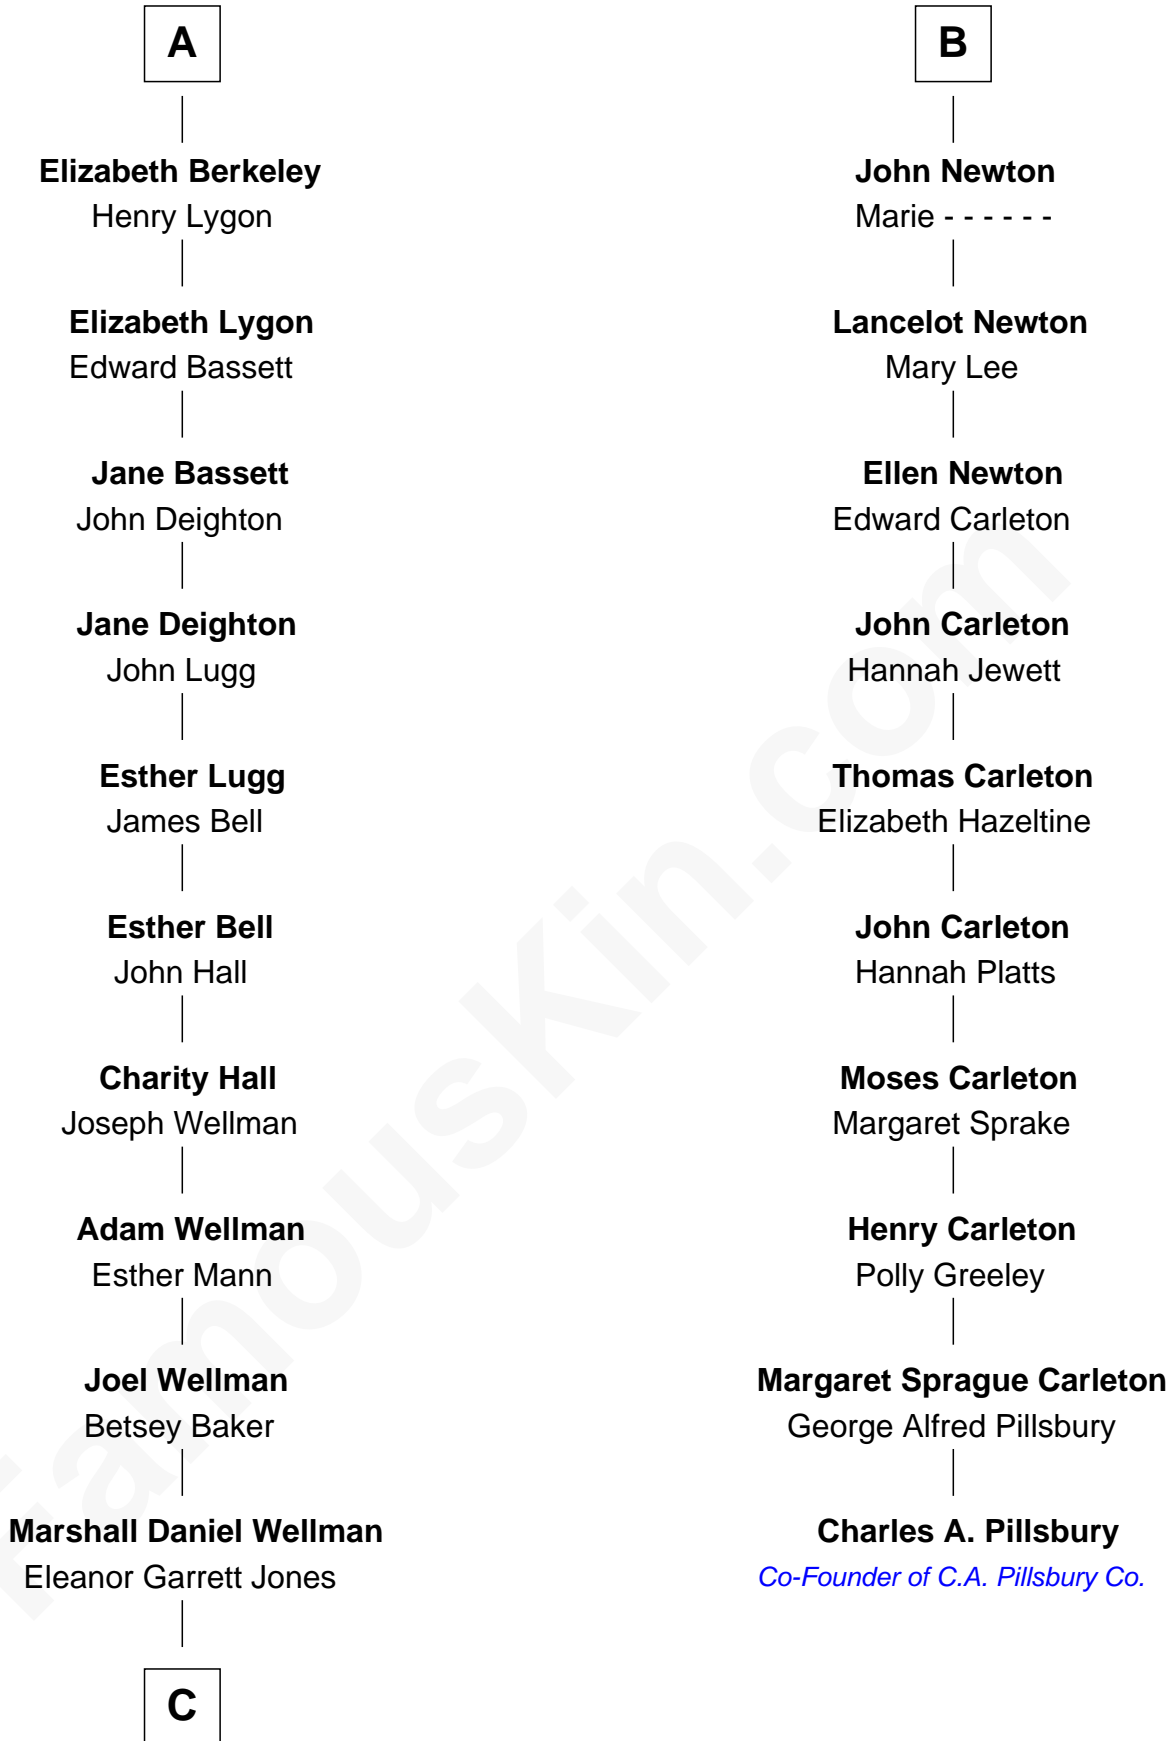 A
Elizabeth Berkeley
Henry Lygon
Elizabeth Lygon
Edward Bassett
Jane Bassett
John Deighton
Jane Deighton
John Lugg
Esther Lugg
James Bell
Esther Bell
John Hall
Charity Hall
Joseph Wellman
Adam Wellman
Esther Mann
Joel Wellman
Betsey Baker
Marshall Daniel Wellman
Eleanor Garrett Jones
C
B
John Newton
Marie - - - - - -
Lancelot Newton
Mary Lee
Ellen Newton
Edward Carleton
John Carleton
Hannah Jewett
Thomas Carleton
Elizabeth Hazeltine
John Carleton
Hannah Platts
Moses Carleton
Margaret Sprake
Henry Carleton
Polly Greeley
Margaret Sprague Carleton
George Alfred Pillsbury
Charles A. Pillsbury
Co-Founder of C.A. Pillsbury Co.
FamousKin.com